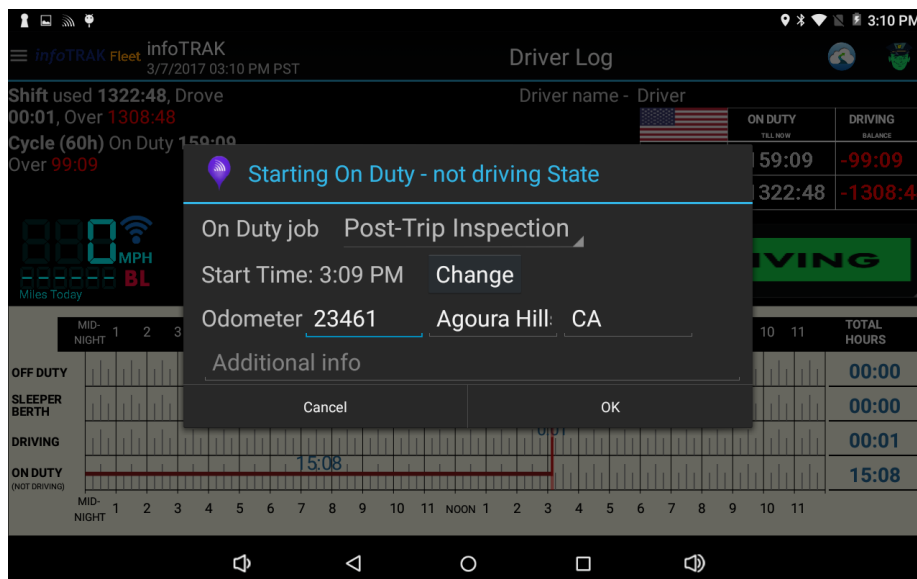 3:10 PM
infoTRAK Fleet infoTRAK
3/7/2017 03:10 PM PST
Driver Log
Shift used 1322:48, Drove
00:01, Over 1308:48
Cycle (60h) On Duty 159:09
Over 99:09
Driver name - Driver
ON DUTY DRIVING
TILL NOW BALANCE
59:09 -99:09
322:48 -1308:4
MPH
BL
Miles Today
VING
Starting On Duty - not driving State
On Duty job Post-Trip Inspection
Start Time: 3:09 PM Change
Odometer 23461 Agoura Hill CA
Additional info
Cancel OK
MID-NIGHT 1 2 3 10 11 TOTAL HOURS
OFF DUTY 00:00
SLEEPER BERTH 00:00
DRIVING 0:01 00:01
ON DUTY (NOT DRIVING) 15:08 15:08
MID-NIGHT 1 2 3 4 5 6 7 8 9 10 11 NOON 1 2 3 4 5 6 7 8 9 10 11